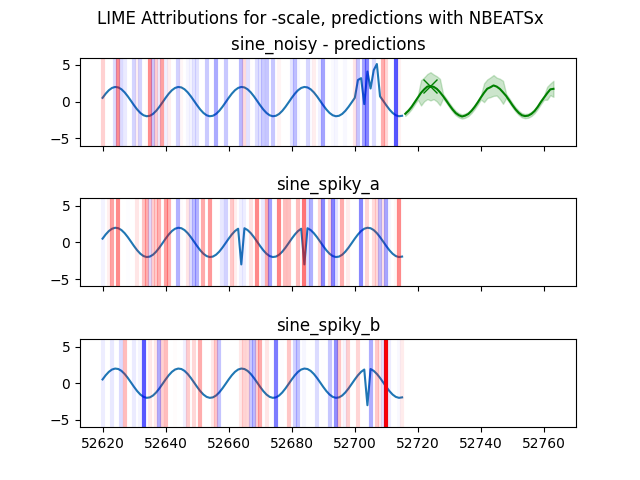 LIME Attributions for -scale, predictions with NBEATSx
sine_noisy - predictions
5
0
−5
sine_spiky_a
5
0
−5
sine_spiky_b
5
0
−5
52620 52640 52660 52680 52700 52720 52740 52760